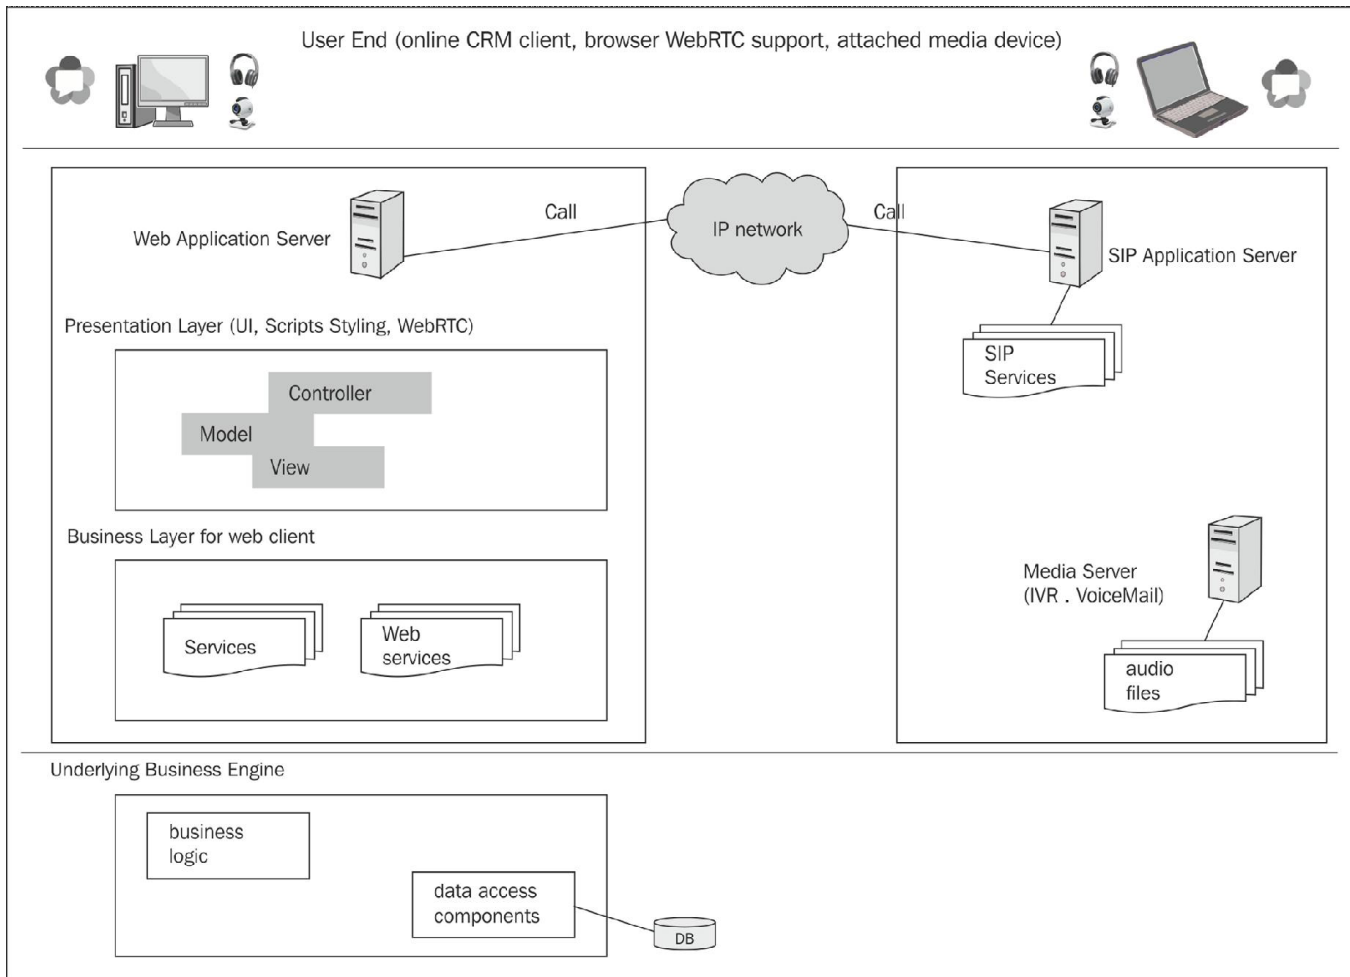 User End (online CRM client, browser WebRTC support, attached media device)
Call
IP network
Call
Web Application Server
SIP Application Server
Presentation Layer (UI, Scripts Styling, WebRTC)
SIP
Services
Controller
Model
View
Business Layer for web client
Media Server
(IVR . VoiceMail)
Services
Web
services
audio
files
Underlying Business Engine
business
logic
data access
components
DB